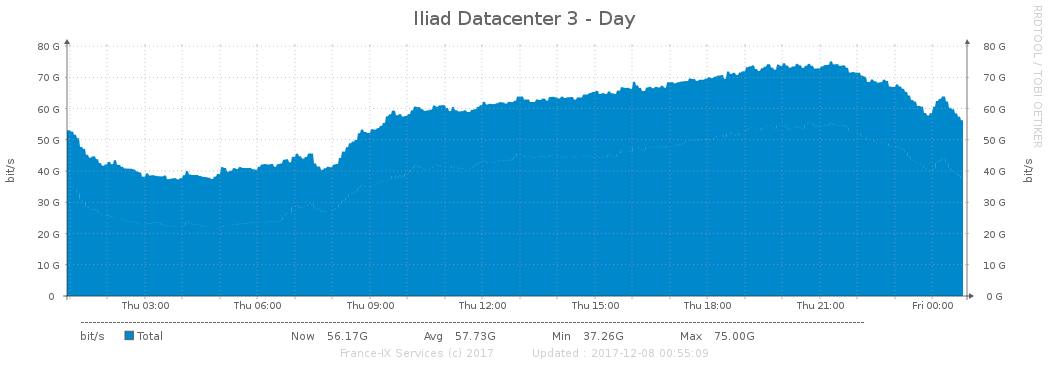 Iliad Datacenter 3 - Day
RRDTOOL / TOBI OETIKER
80 G 80 G
70 G 70 G
60 G 60 G
50 G 50 G
40 G 40 G
30 G 30 G
20 G 20 G
10 G 10 G
0 0 G
bit/s bit/s
Thu 03:00 Thu 06:00 Thu 09:00 Thu 12:00 Thu 15:00 Thu 18:00 Thu 21:00 Fri 00:00
bit/s Total Now 56.17G Avg 57.73G Min 37.26G Max 75.00G
France-IX Services (c) 2017 Updated : 2017-12-08 00:55:09